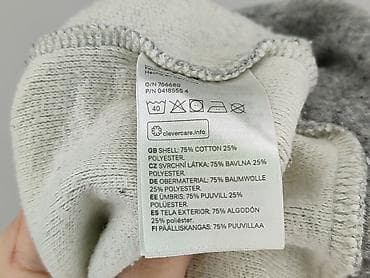 O/N 766680
P/N 0418555 4
40
clevercare.info
GB SHELL: 75% COTTON 25%
POLYESTER.
CZ SVRCHNÍ LÁTKA: 75% BAVLNA 25%
POLYESTER.
DE OBERMATERIAL: 75% BAUMWOLLE
25% POLYESTER.
EE ÜMBRIS: 75% PUUVILL 25%
POLÜESTER.
ES TELA EXTERIOR: 75% ALGODÓN
25% POLIÉSTER.
FI PÄÄLLISKANGAS: 75% PUUVILLAA